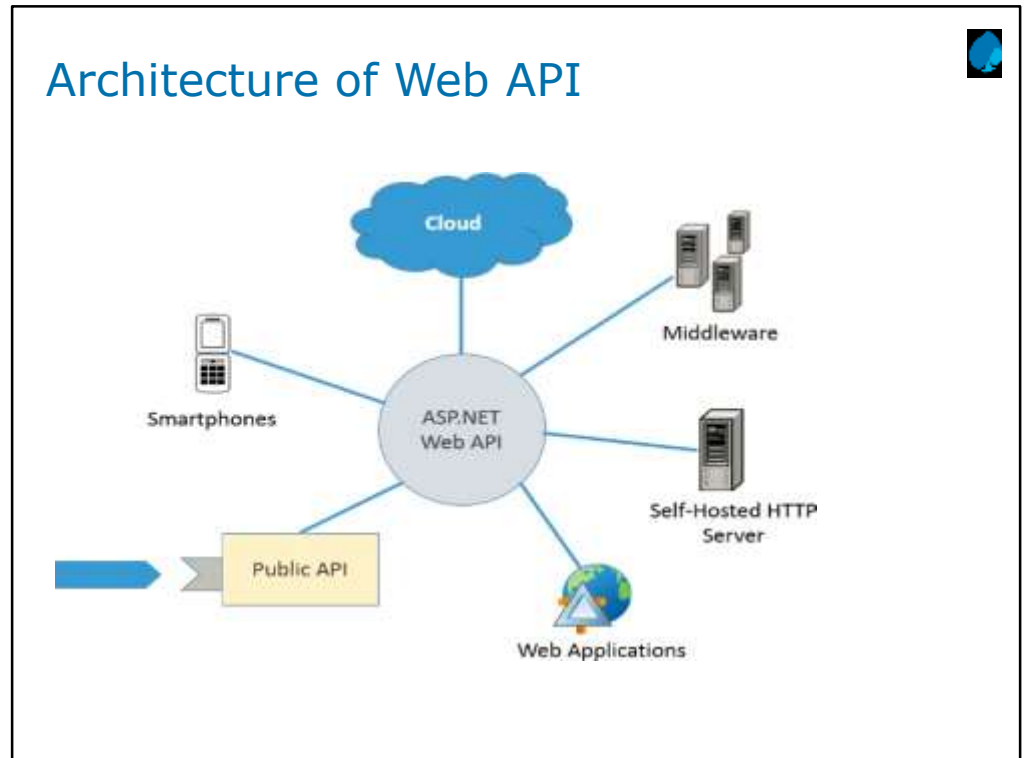 Architecture of Web API
Cloud
Middleware
Smartphones
ASP.NET
Web API
Self-Hosted HTTP
Server
Public API
Web Applications